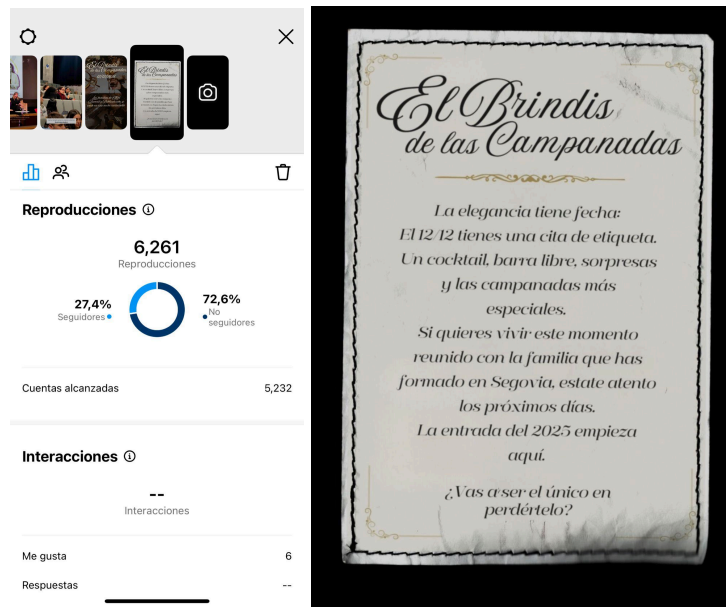 Reproducciones
6,261
Reproducciones
27,4%
Seguidores
72,6%
No
seguidores
Cuentas alcanzadas
5,232
Interacciones
--
Interacciones
Me gusta
6
Respuestas
--
El Brindis
de las Campanadas
La elegancia tiene fecha:
El 12/12 tienes una cita de etiqueta.
Un cocktail, barra libre, sorpresas
y las campanadas más
especiales.
Si quieres vivir este momento
reunido con la familia que has
formado en Segovia, estate atento
los próximos días.
La entrada del 2025 empieza
aquí.
¿Vas a ser el único en
perdértelo?